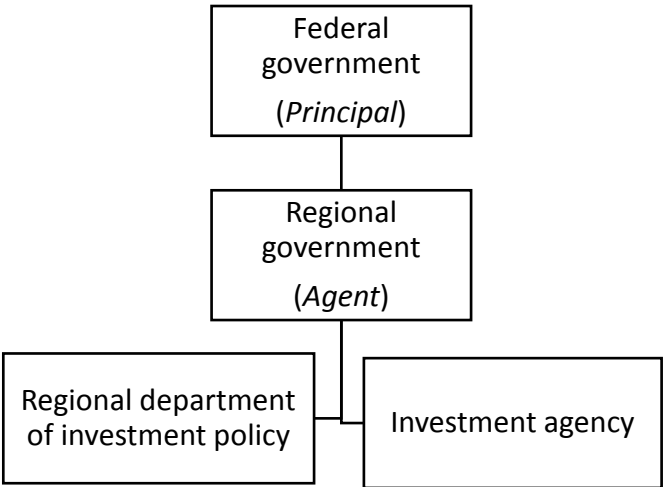 Federal
government
(Principal)
Regional
government
(Agent)
Regional department
of investment policy
Investment agency